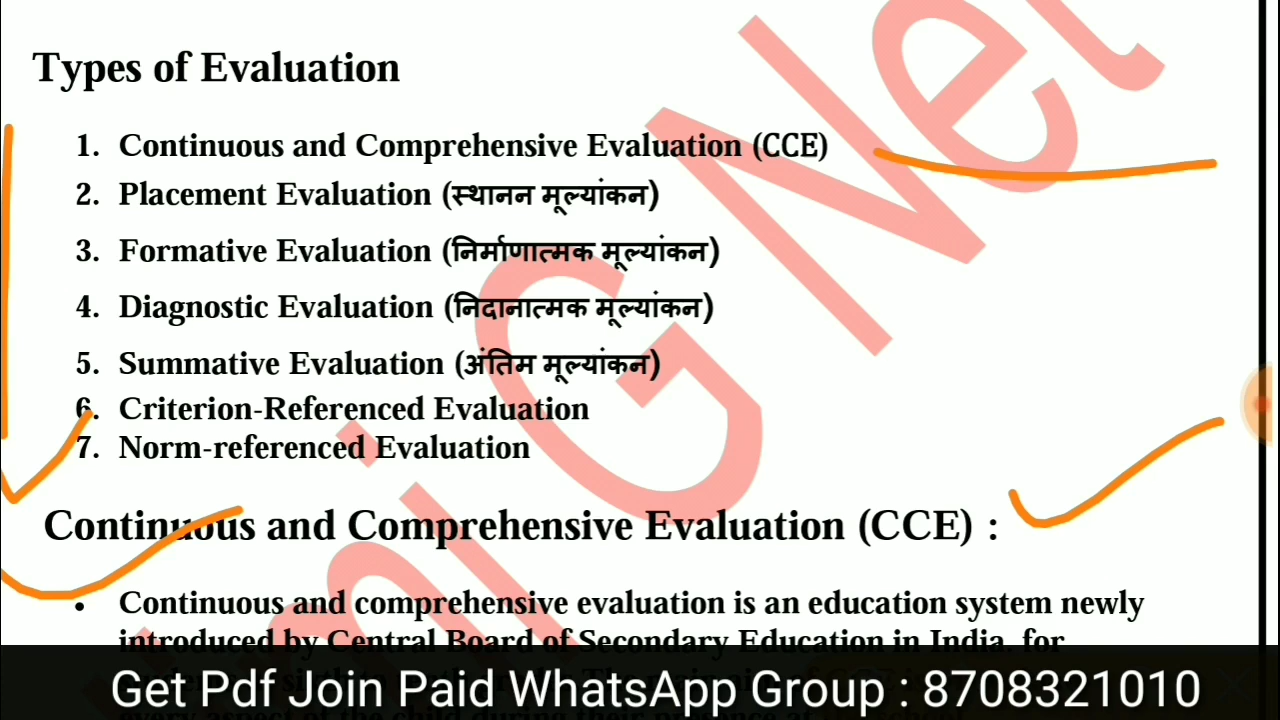 Types of Evaluation
1. Continuous and Comprehensive Evaluation (CCE)
2. Placement Evaluation (स्थानन मूल्यांकन)
3. Formative Evaluation (निर्माणात्मक मूल्यांकन)
4. Diagnostic Evaluation (निदानात्मक मूल्यांकन)
5. Summative Evaluation (अंतिम मूल्यांकन)
6. Criterion-Referenced Evaluation
7. Norm-referenced Evaluation
Continuous and Comprehensive Evaluation (CCE) :
• Continuous and comprehensive evaluation is an education system newly
introduced by Central Board of Secondary Education in India, for
Get Pdf Join Paid WhatsApp Group : 8708321010